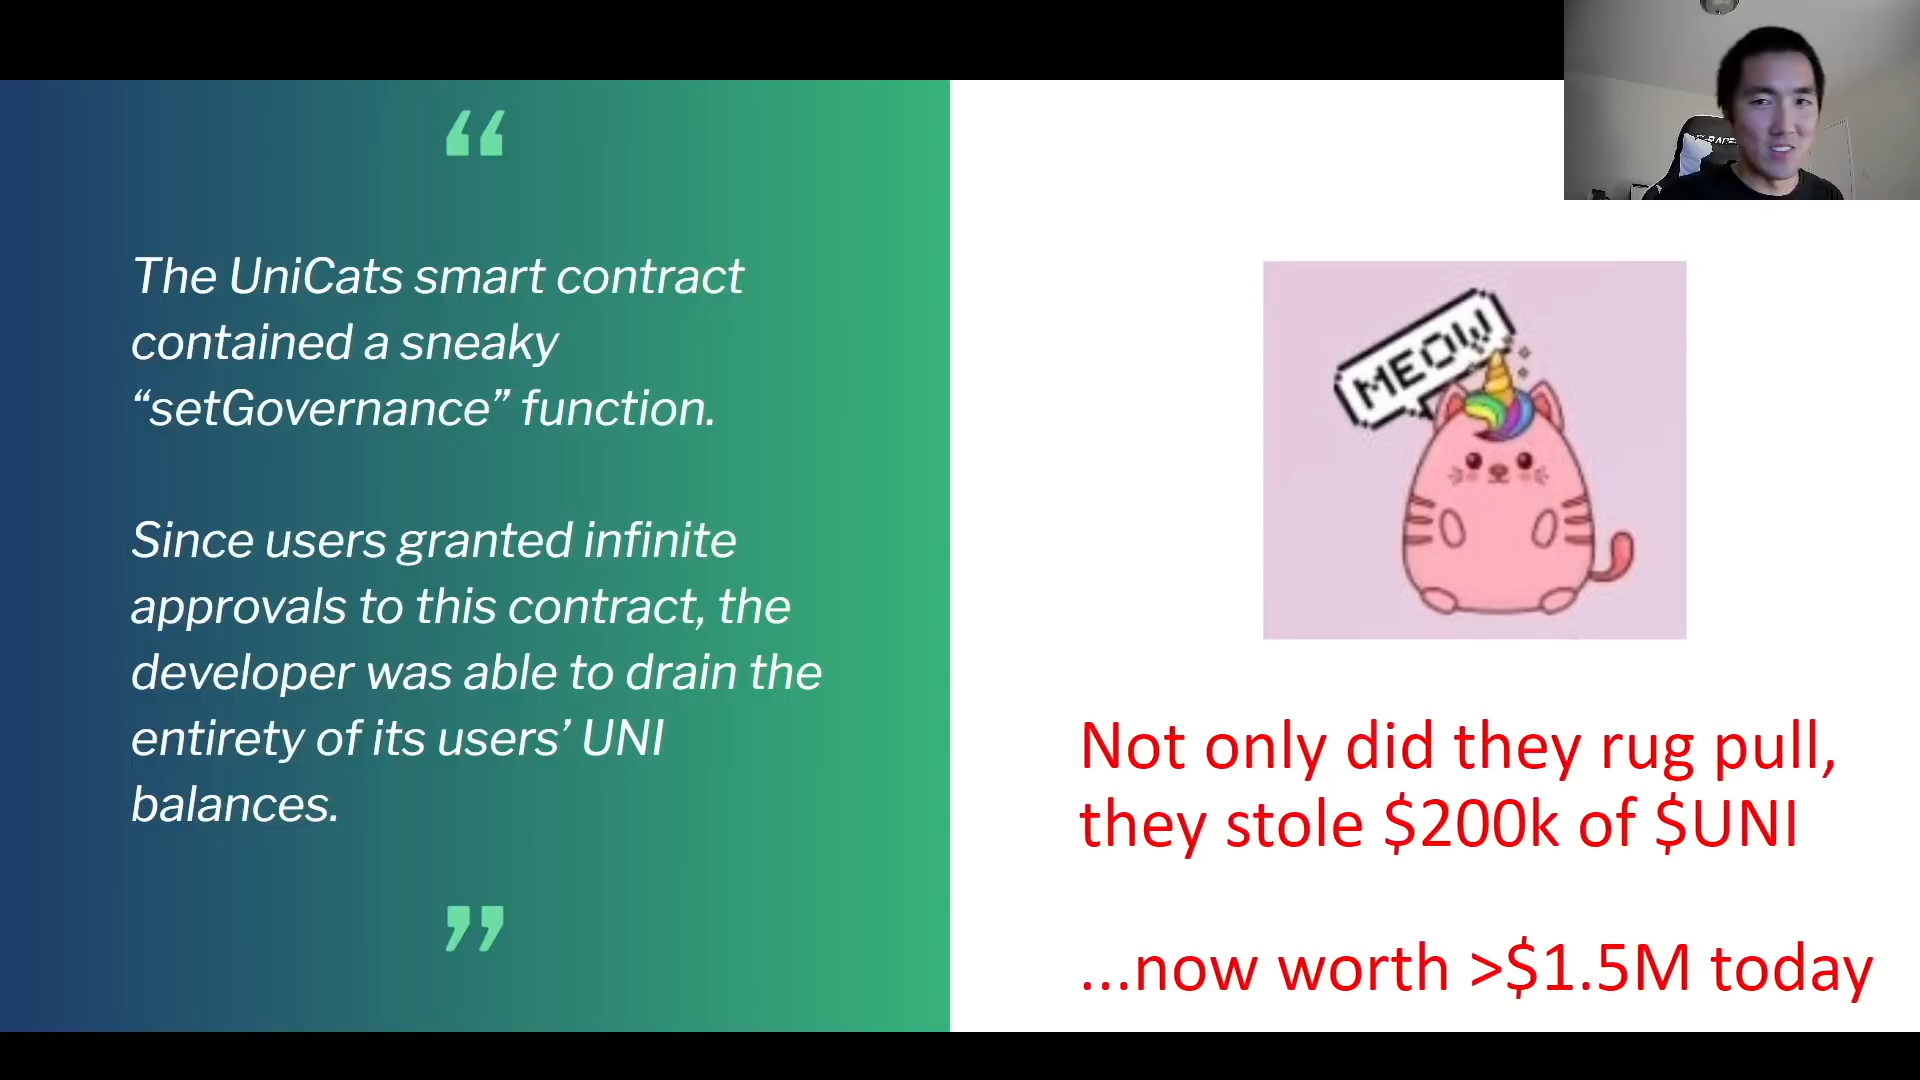 “
The UniCats smart contract
contained a sneaky
“setGovernance” function.
Since users granted infinite
approvals to this contract, the
developer was able to drain the
entirety of its users’ UNI
balances.
”
MEOW
Not only did they rug pull,
they stole $200k of $UNI
...now worth >$1.5M today